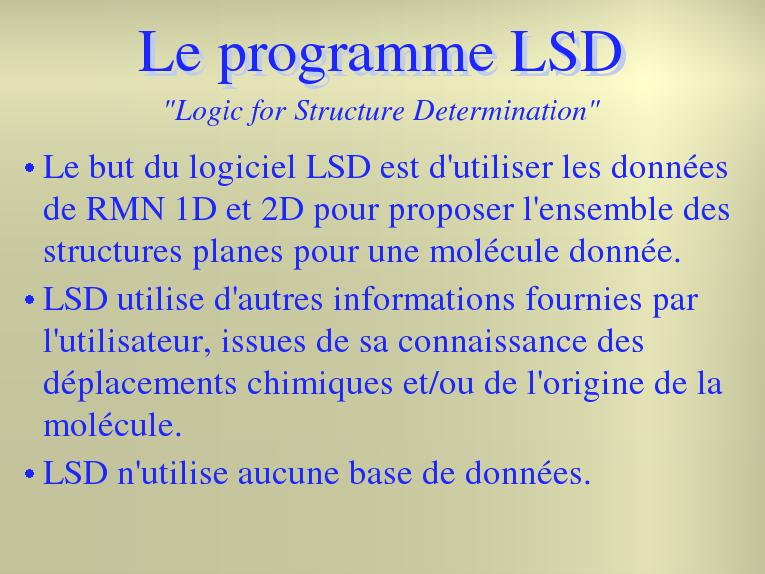 Le programme LSD
"Logic for Structure Determination"
• Le but du logiciel LSD est d'utiliser les données
de RMN 1D et 2D pour proposer l'ensemble des
structures planes pour une molécule donnée.
• LSD utilise d'autres informations fournies par
l'utilisateur, issues de sa connaissance des
déplacements chimiques et/ou de l'origine de la
molécule.
• LSD n'utilise aucune base de données.